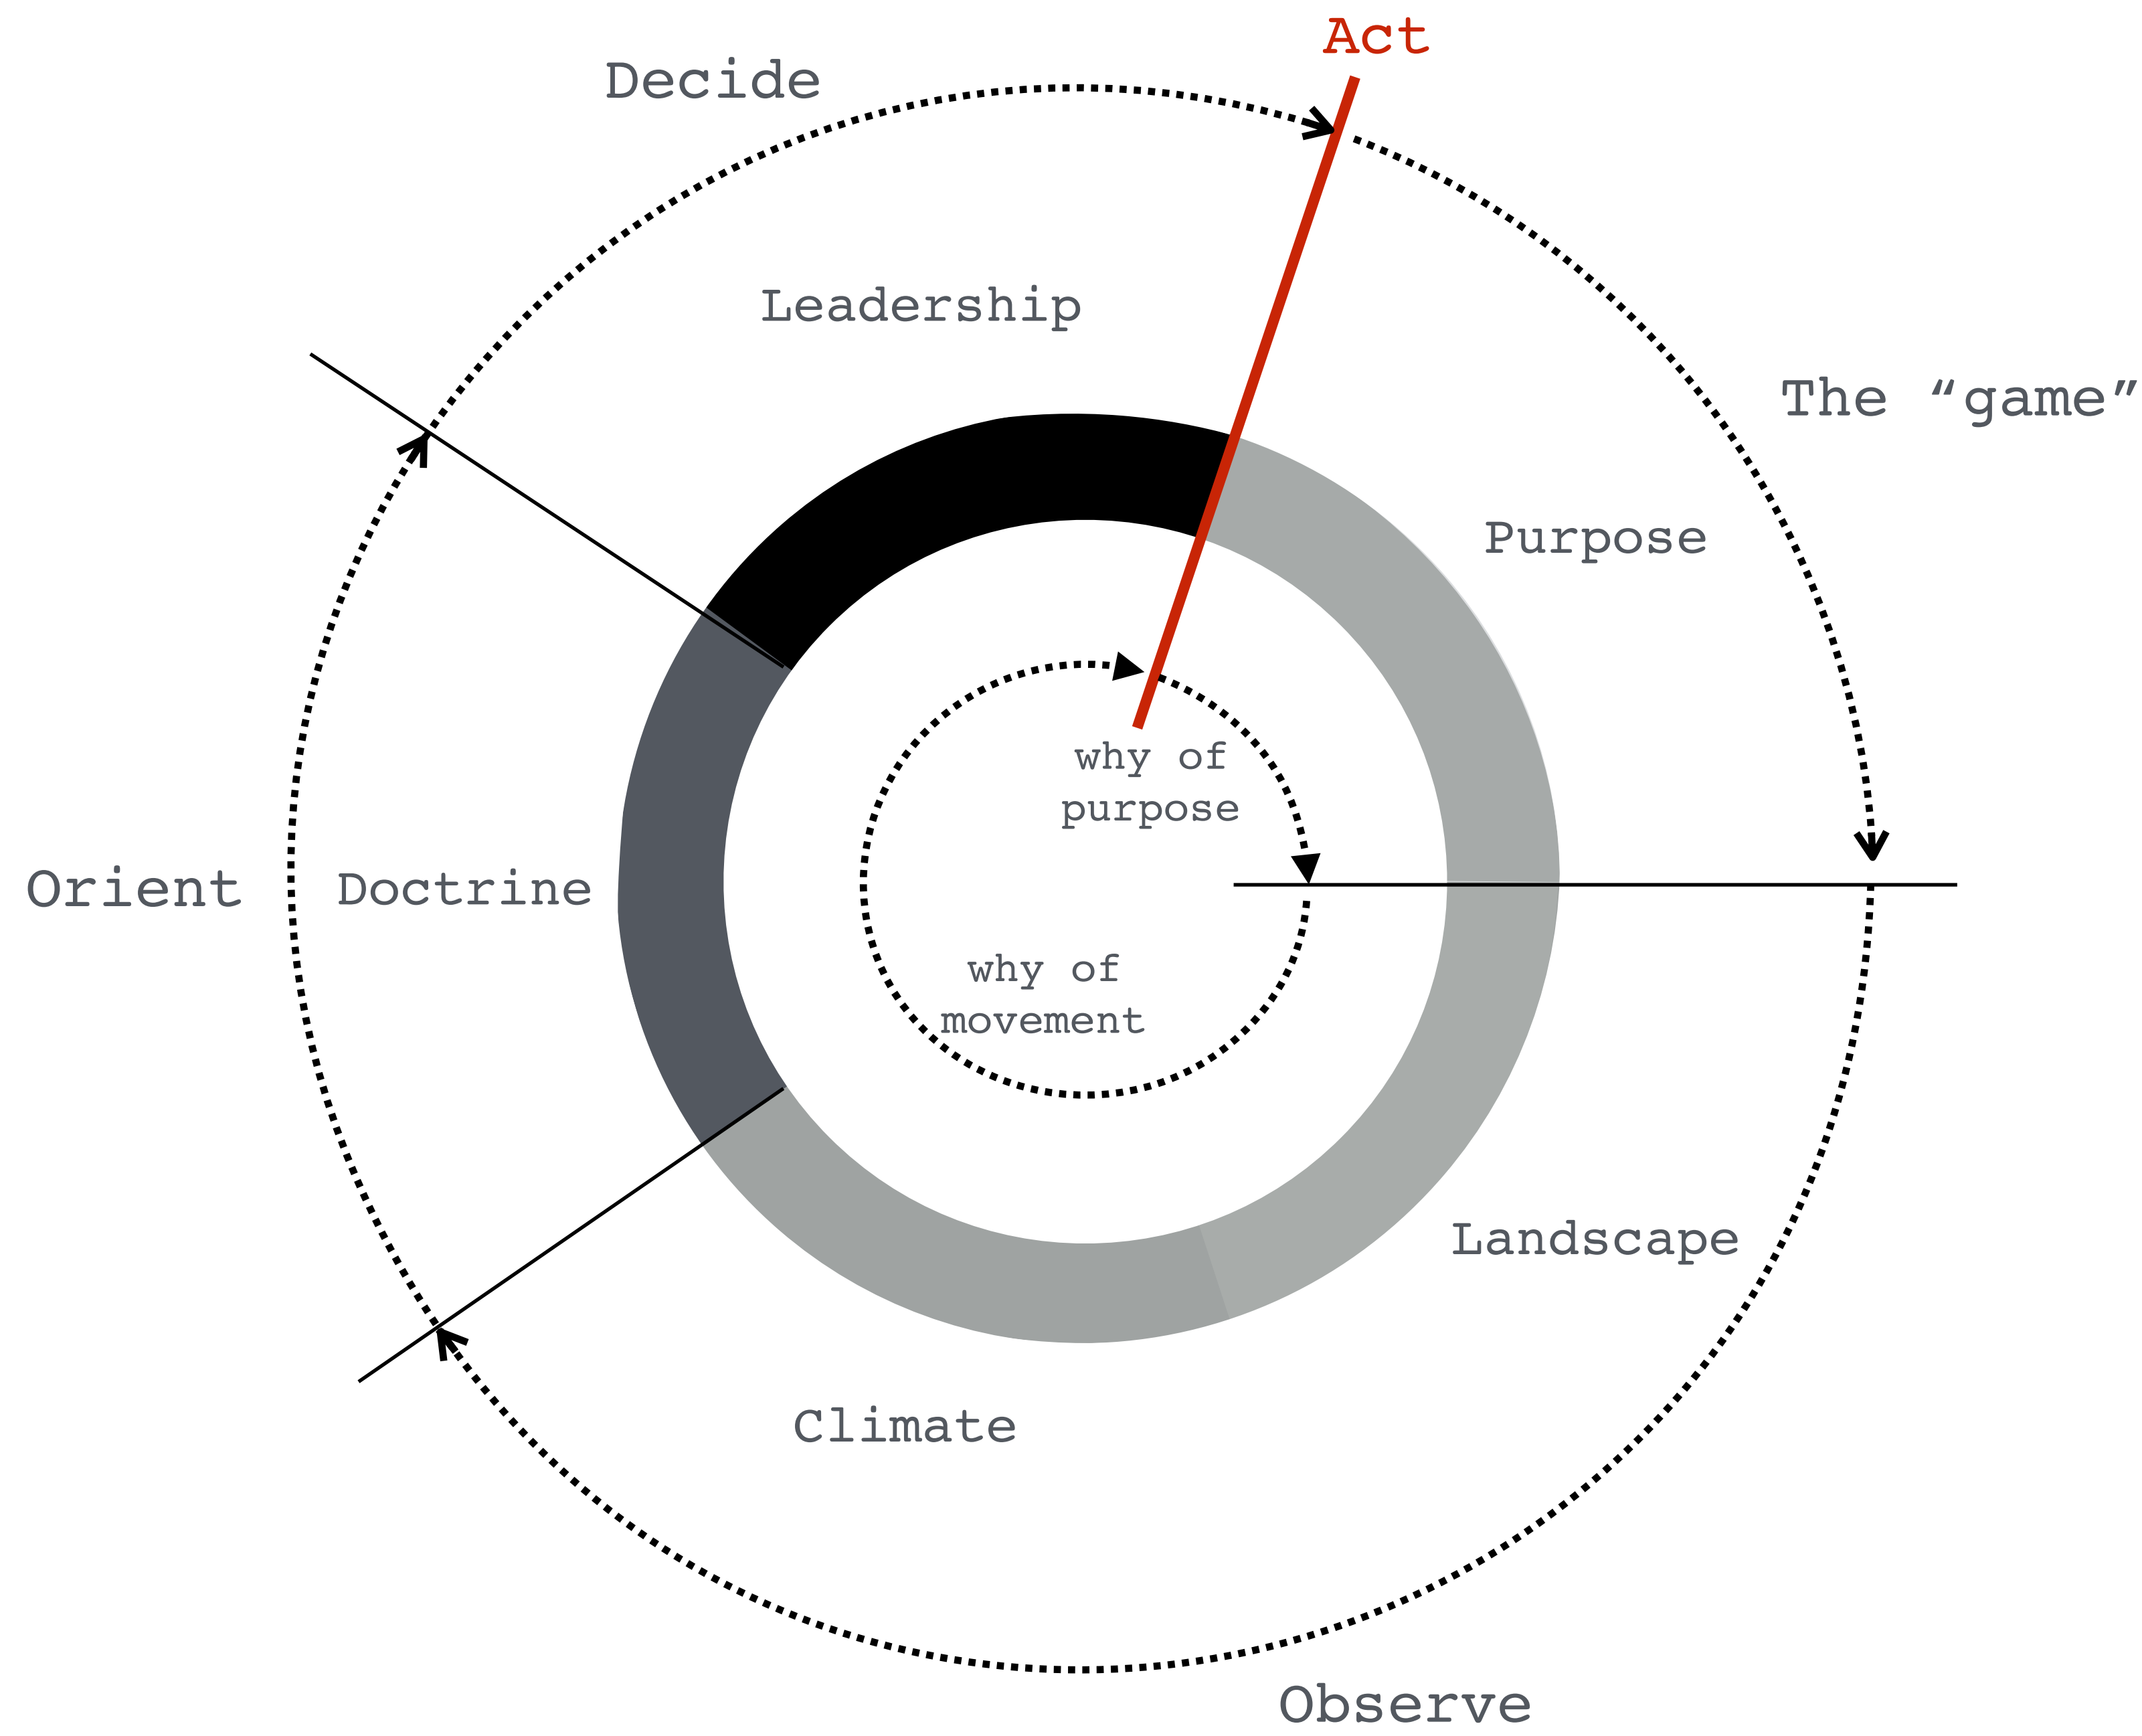 Act
Decide
Leadership
The “game”
Purpose
why of
purpose
Orient
Doctrine
why of
movement
Landscape
Climate
Observe